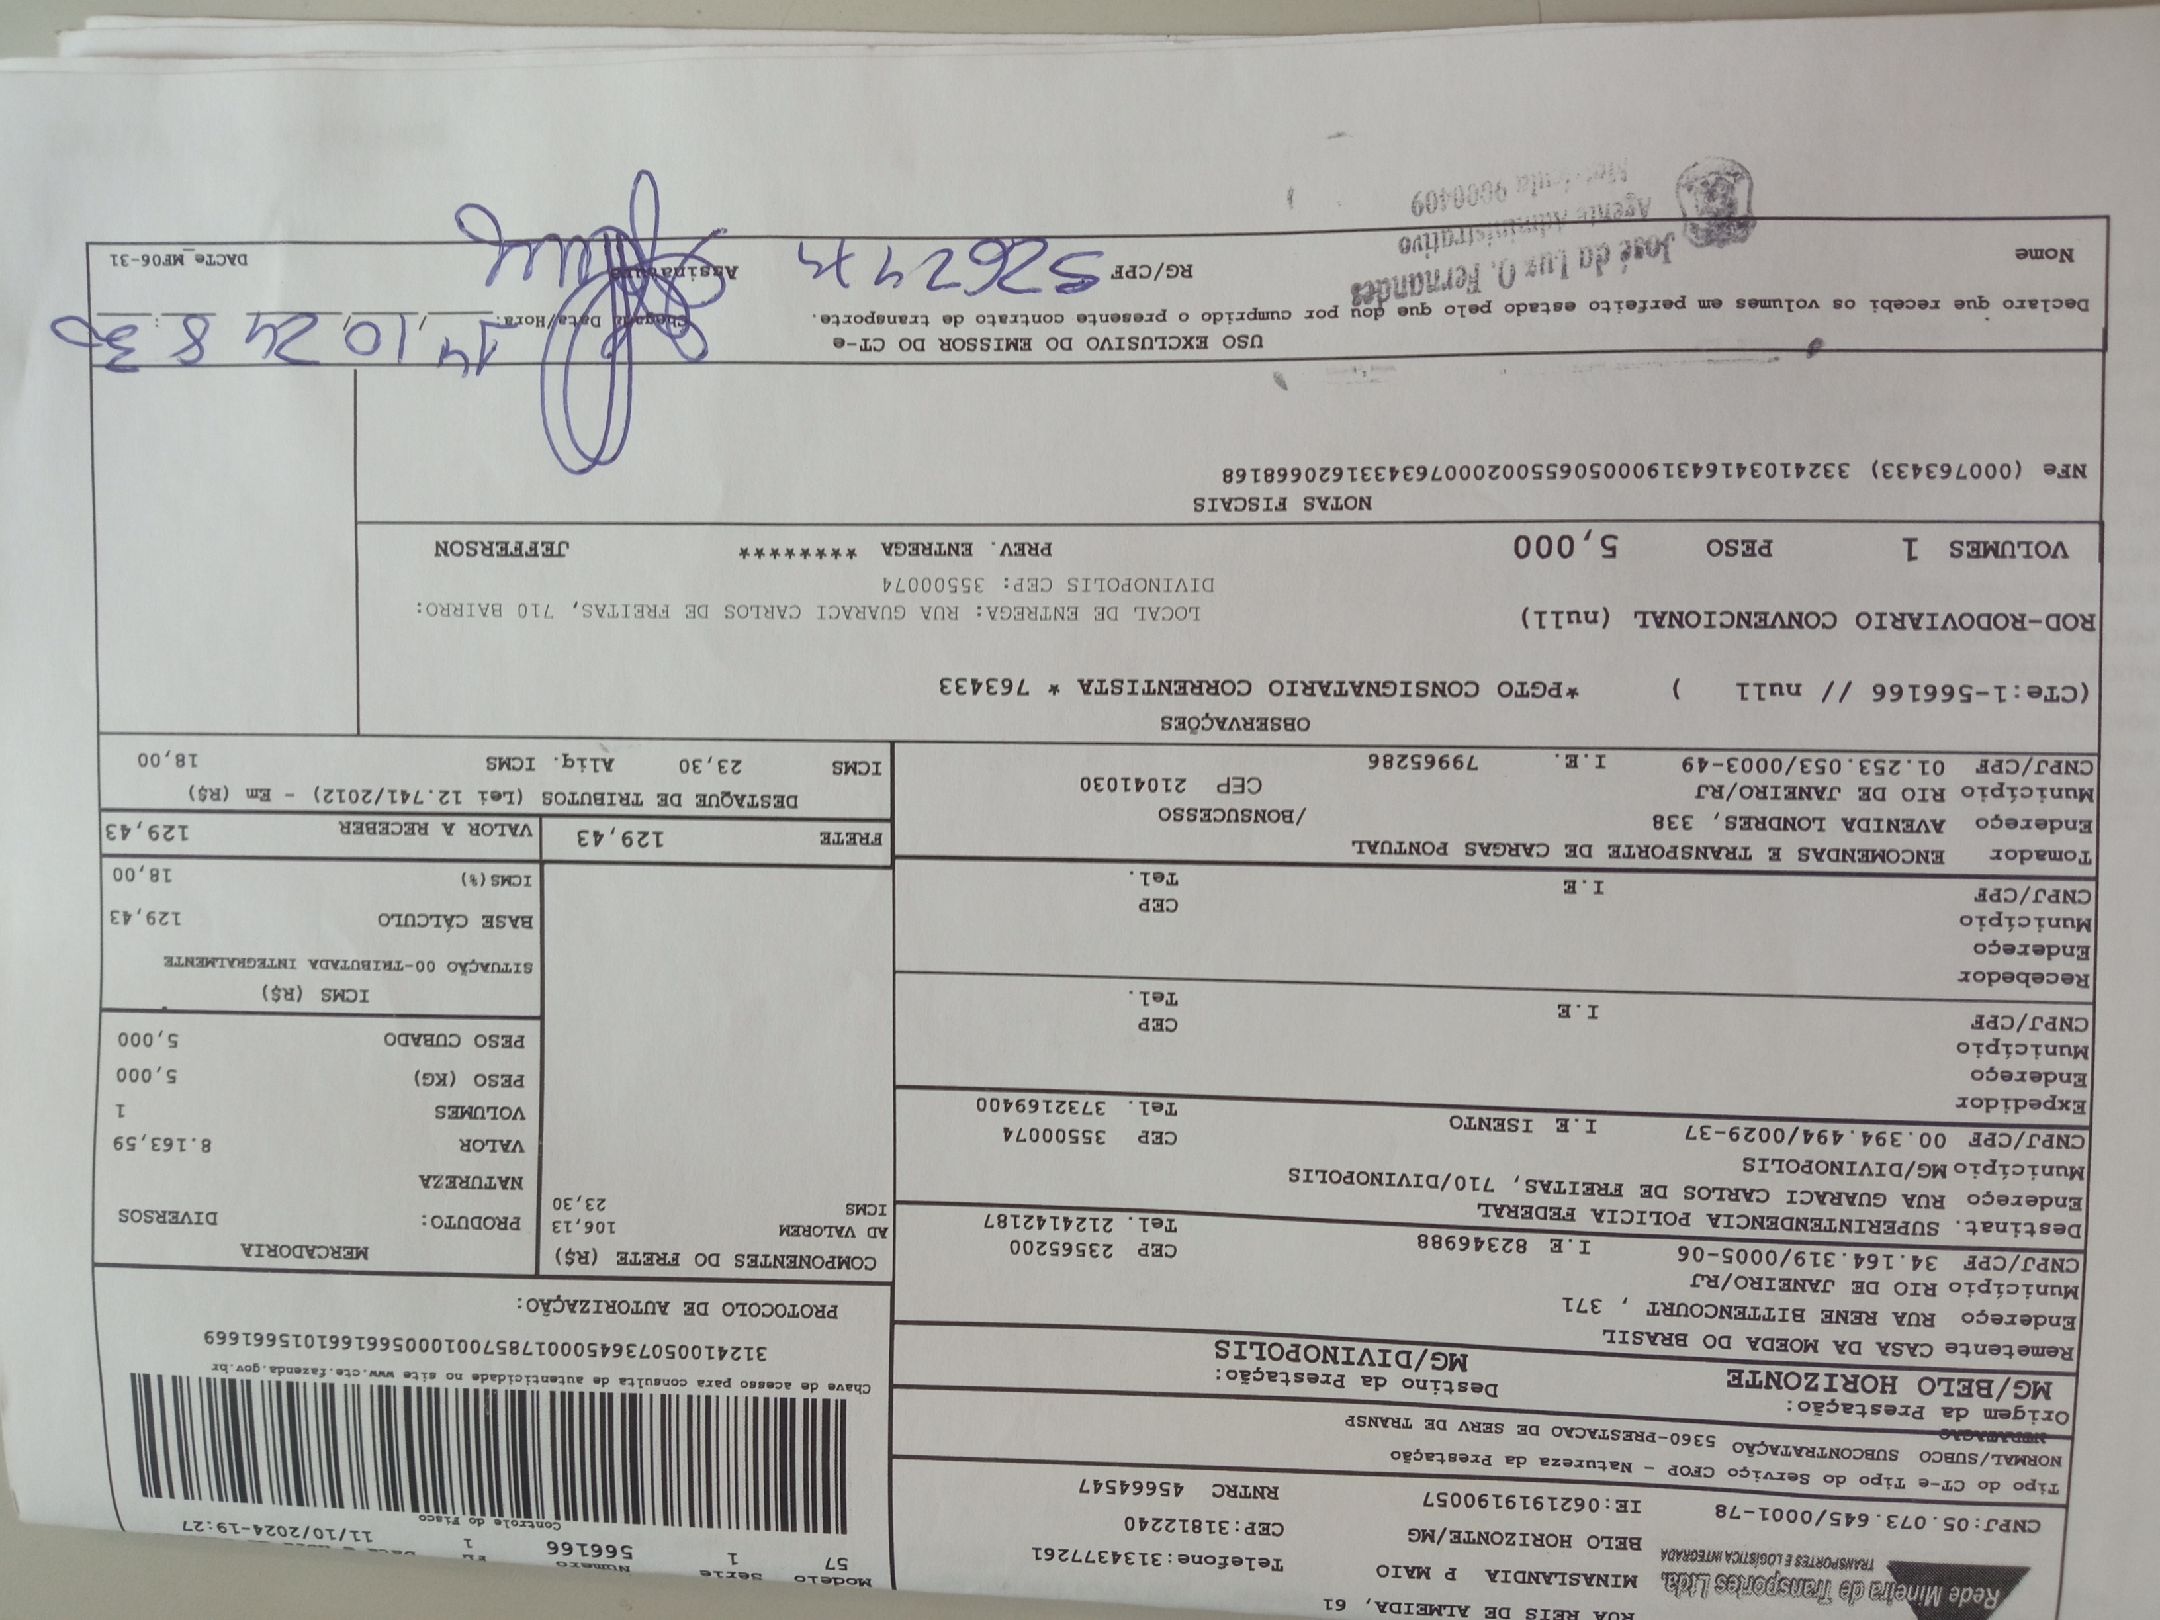 RUA REIS DE ALMEIDA, 61
Rede Mineira de Transportes Ltda.
TRANSPORTES E LOGÍSTICA INTEGRADA
MINASLANDIA P MAIO
Telefone:3134377261
BELO HORIZONTE/MG
CEP:31812240
CNPJ:05.073.645/0001-78
IE:0621919190057
RNTRC 45664547
Modelo Serie Numero
57 1 566166 1 11/10/2024-19:27
Controle do Fisco
Tipo do CT-e Tipo do Serviço CFOP - Natureza da Prestação
NORMAL/SUBCO SUBCONTRATAÇÃO 5360-PRESTACAO DE SERV DE TRANSP
Origem da Prestação:
MG/BELO HORIZONTE
Destino da Prestação:
MG/DIVINOPOLIS
Chave de acesso para consulta de autenticidade no site www.cte.fazenda.gov.br
31241005073645000178570010005661661015661669
PROTOCOLO DE AUTORIZAÇÃO:
Remetente CASA DA MOEDA DO BRASIL
Endereço RUA RENE BITTENCOURT , 371
Município RIO DE JANEIRO/RJ
CEP 23565200
CNPJ/CPF 34.164.319/0005-06 I.E 82346988 Tel. 2124142187
Destinat. SUPERINTENDENCIA POLICIA FEDERAL
Endereço RUA GUARACI CARLOS DE FREITAS, 710/DIVINOPOLIS
Município MG/DIVINOPOLIS
CEP 35500074
CNPJ/CPF 00.394.494/0029-37 I.E ISENTO Tel. 3732169400
Expedidor
Endereço
Município
CEP
CNPJ/CPF I.E Tel.
Recebedor
Endereço
Município
CEP
CNPJ/CPF I.E Tel.
Tomador ENCOMENDAS E TRANSPORTE DE CARGAS PONTUAL
Endereço AVENIDA LONDRES, 338 /BONSUCESSO
Município RIO DE JANEIRO/RJ CEP 21041030
CNPJ/CPF 01.253.053/0003-49 I.E. 79965286
COMPONENTES DO FRETE (R$)
AD VALOREM 106,13
ICMS 23,30
MERCADORIA
PRODUTO: DIVERSOS
NATUREZA
VALOR 8.163,59
VOLUMES 1
PESO (KG) 5,000
PESO CUBADO 5,000
ICMS (R$)
SITUAÇÃO 00-TRIBUTADA INTEGRALMENTE
BASE CÁLCULO 129,43
ICMS(%) 18,00
FRETE 129,43 VALOR A RECEBER 129,43
DESTAQUE DE TRIBUTOS (Lei 12.741/2012) - Em (R$)
ICMS 23,30 Aliq. ICMS 18,00
OBSERVAÇÕES
(CTe:1-566166 // null ) *PGTO CONSIGNATARIO CORRENTISTA * 763433
ROD-RODOVIARIO CONVENCIONAL (null)
LOCAL DE ENTREGA: RUA GUARACI CARLOS DE FREITAS, 710 BAIRRO:
DIVINOPOLIS CEP: 35500074
VOLUMES 1 PESO 5,000 PREV. ENTREGA ******** JEFFERSON
NOTAS FISCAIS
NFe (000763433) 33241034164319000506550020007634331620668168
USO EXCLUSIVO DO EMISSOR DO CT-e
Declaro que recebi os volumes em perfeito estado pelo que dou por cumprido o presente contrato de transporte.
Chegada Data/Hora: 14/10/24 8:30
Nome
José da Luz O. Fernandes
Agente Administrativo
Matrícula 9000409
RG/CPF
Assinatura
DACTe_MF06-31